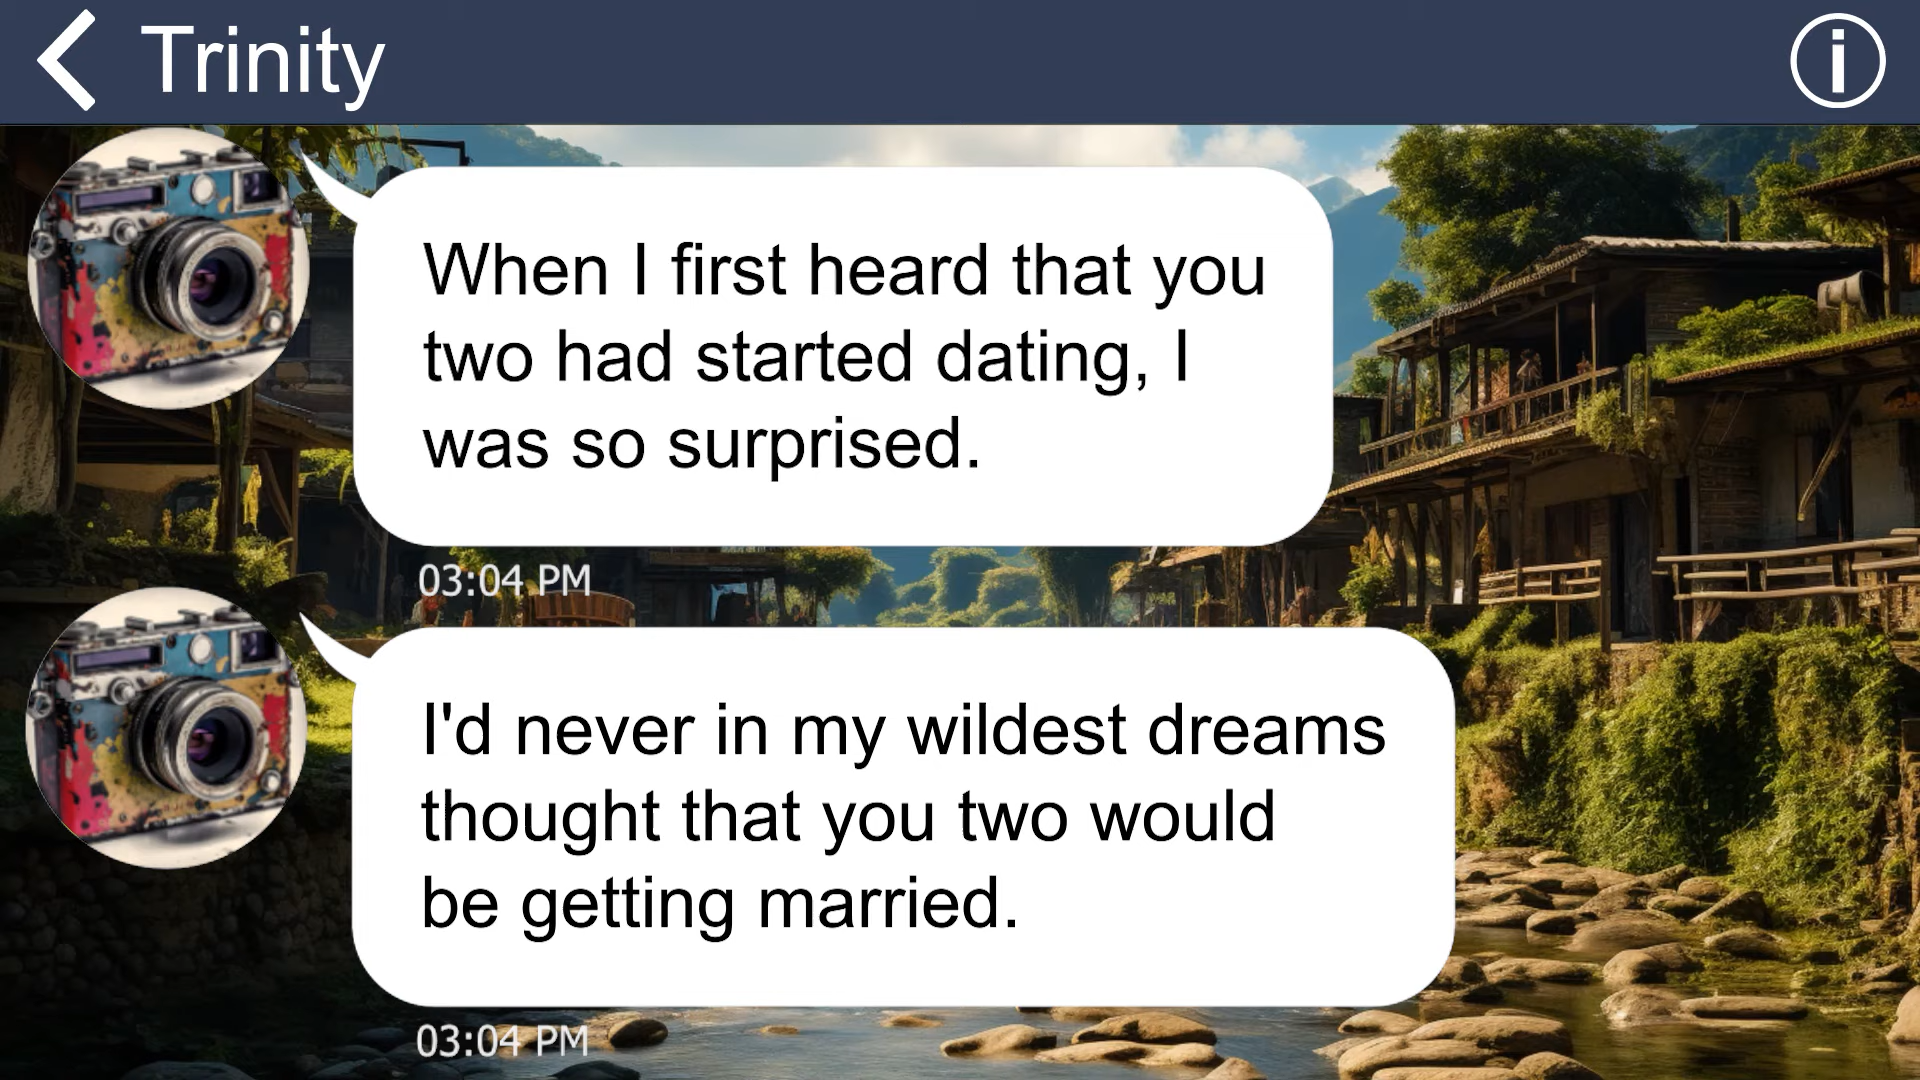 Trinity
When I first heard that you
two had started dating, I
was so surprised.
03:04 PM
I'd never in my wildest dreams
thought that you two would
be getting married.
03:04 PM